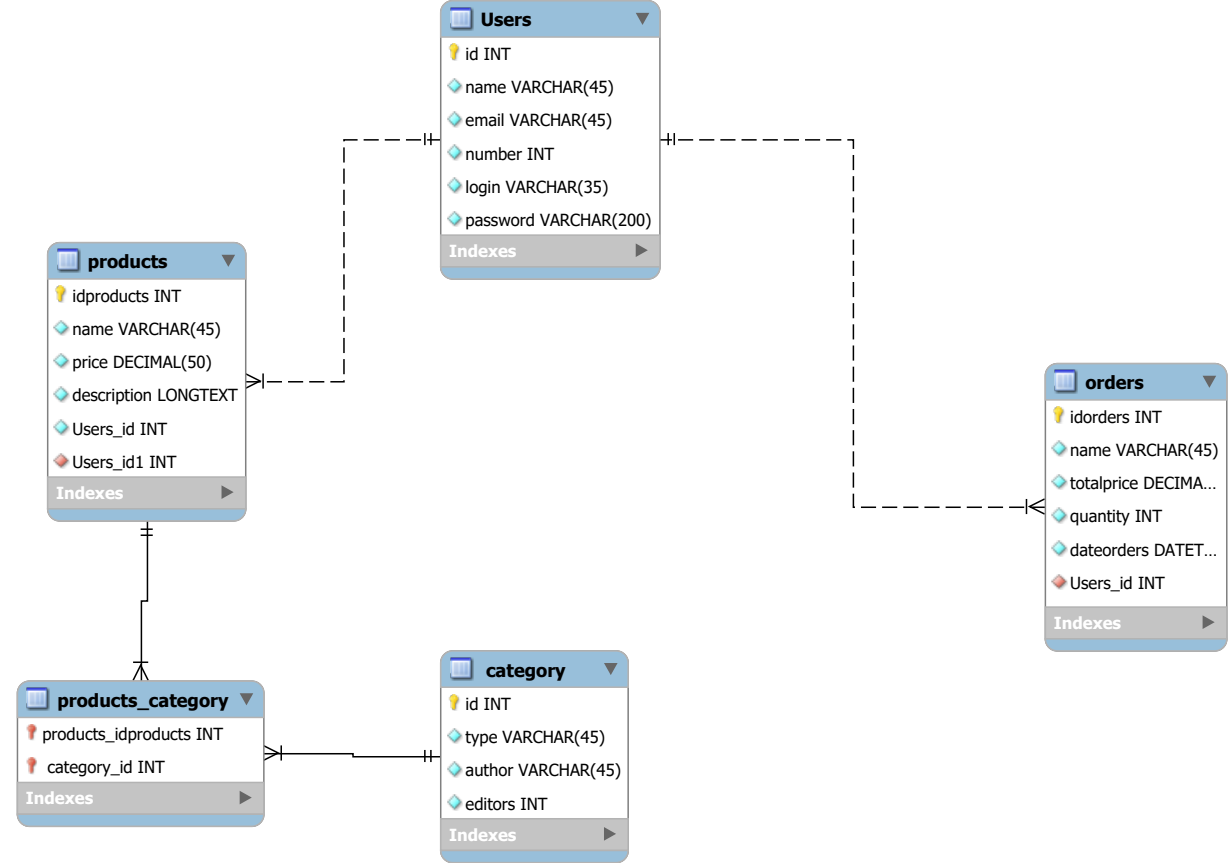 Users
id INT
name VARCHAR(45)
email VARCHAR(45)
number INT
login VARCHAR(35)
password VARCHAR(200)
Indexes
products
idproducts INT
name VARCHAR(45)
price DECIMAL(50)
description LONGTEXT
Users_id INT
Users_id1 INT
Indexes
orders
idorders INT
name VARCHAR(45)
totalprice DECIMA...
quantity INT
dateorders DATET...
Users_id INT
Indexes
products_category
products_idproducts INT
category_id INT
Indexes
category
id INT
type VARCHAR(45)
author VARCHAR(45)
editors INT
Indexes